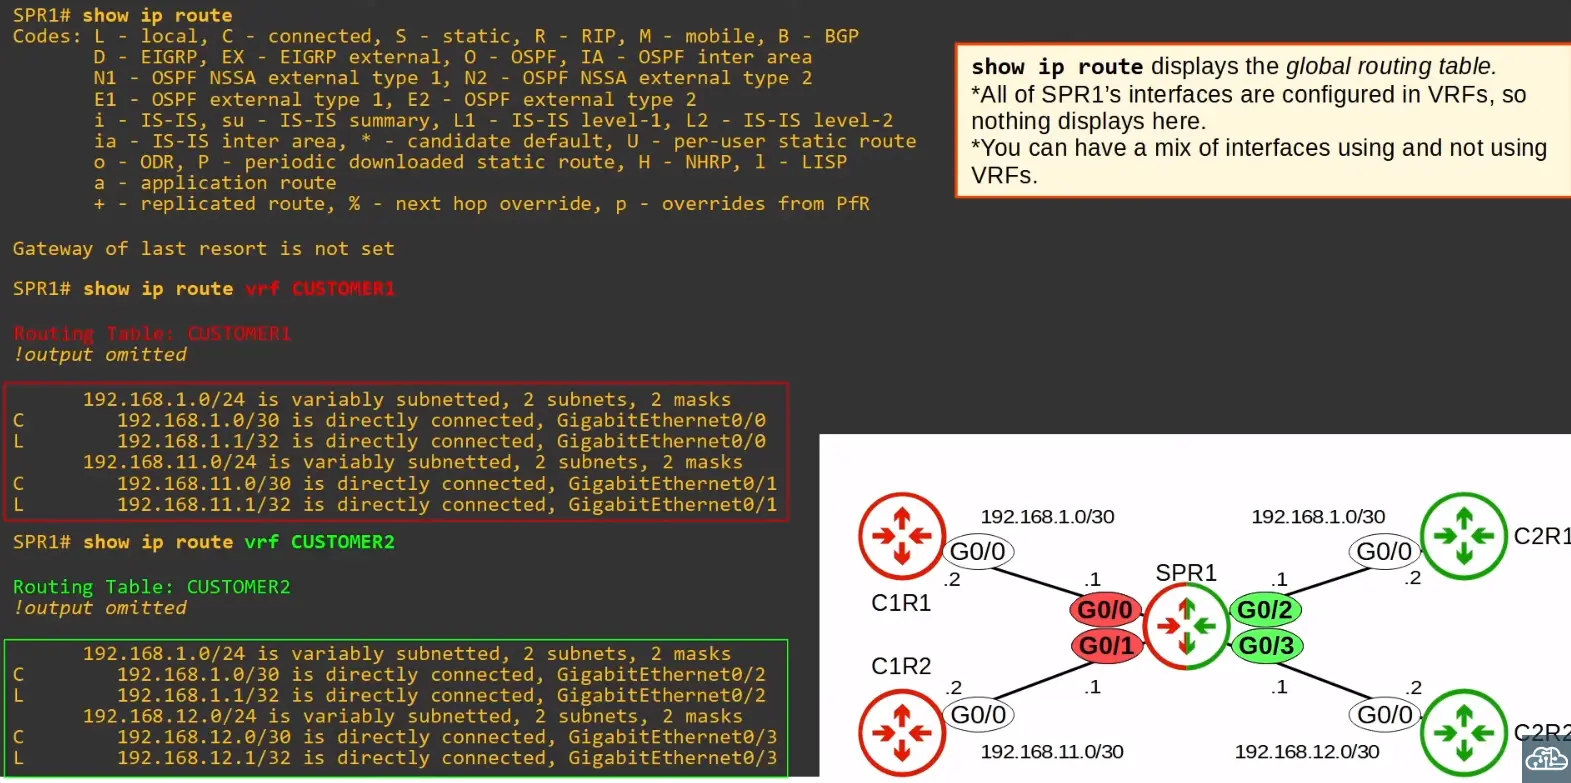 SPR1# show ip route
Codes: L - local, C - connected, S - static, R - RIP, M - mobile, B - BGP
D - EIGRP, EX - EIGRP external, O - OSPF, IA - OSPF inter area
N1 - OSPF NSSA external type 1, N2 - OSPF NSSA external type 2
E1 - OSPF external type 1, E2 - OSPF external type 2
i - IS-IS, su - IS-IS summary, L1 - IS-IS level-1, L2 - IS-IS level-2
ia - IS-IS inter area, * - candidate default, U - per-user static route
o - ODR, P - periodic downloaded static route, H - NHRP, l - LISP
a - application route
+ - replicated route, % - next hop override, p - overrides from PfR
Gateway of last resort is not set
SPR1# show ip route vrf CUSTOMER1
Routing Table: CUSTOMER1
!output omitted
192.168.1.0/24 is variably subnetted, 2 subnets, 2 masks
C 192.168.1.0/30 is directly connected, GigabitEthernet0/0
L 192.168.1.1/32 is directly connected, GigabitEthernet0/0
192.168.11.0/24 is variably subnetted, 2 subnets, 2 masks
C 192.168.11.0/30 is directly connected, GigabitEthernet0/1
L 192.168.11.1/32 is directly connected, GigabitEthernet0/1
SPR1# show ip route vrf CUSTOMER2
Routing Table: CUSTOMER2
!output omitted
192.168.1.0/24 is variably subnetted, 2 subnets, 2 masks
C 192.168.1.0/30 is directly connected, GigabitEthernet0/2
L 192.168.1.1/32 is directly connected, GigabitEthernet0/2
192.168.12.0/24 is variably subnetted, 2 subnets, 2 masks
C 192.168.12.0/30 is directly connected, GigabitEthernet0/3
L 192.168.12.1/32 is directly connected, GigabitEthernet0/3
show ip route displays the global routing table.
*All of SPR1's interfaces are configured in VRFs, so
nothing displays here.
*You can have a mix of interfaces using and not using
VRFs.
192.168.1.0/30
192.168.1.0/30
G0/0
G0/0
C2R1
.2
.1
SPR1
.1
.2
C1R1
G0/0
G0/2
G0/1
G0/3
C1R2
.2
.1
.1
.2
G0/0
G0/0
C2R2
192.168.11.0/30
192.168.12.0/30